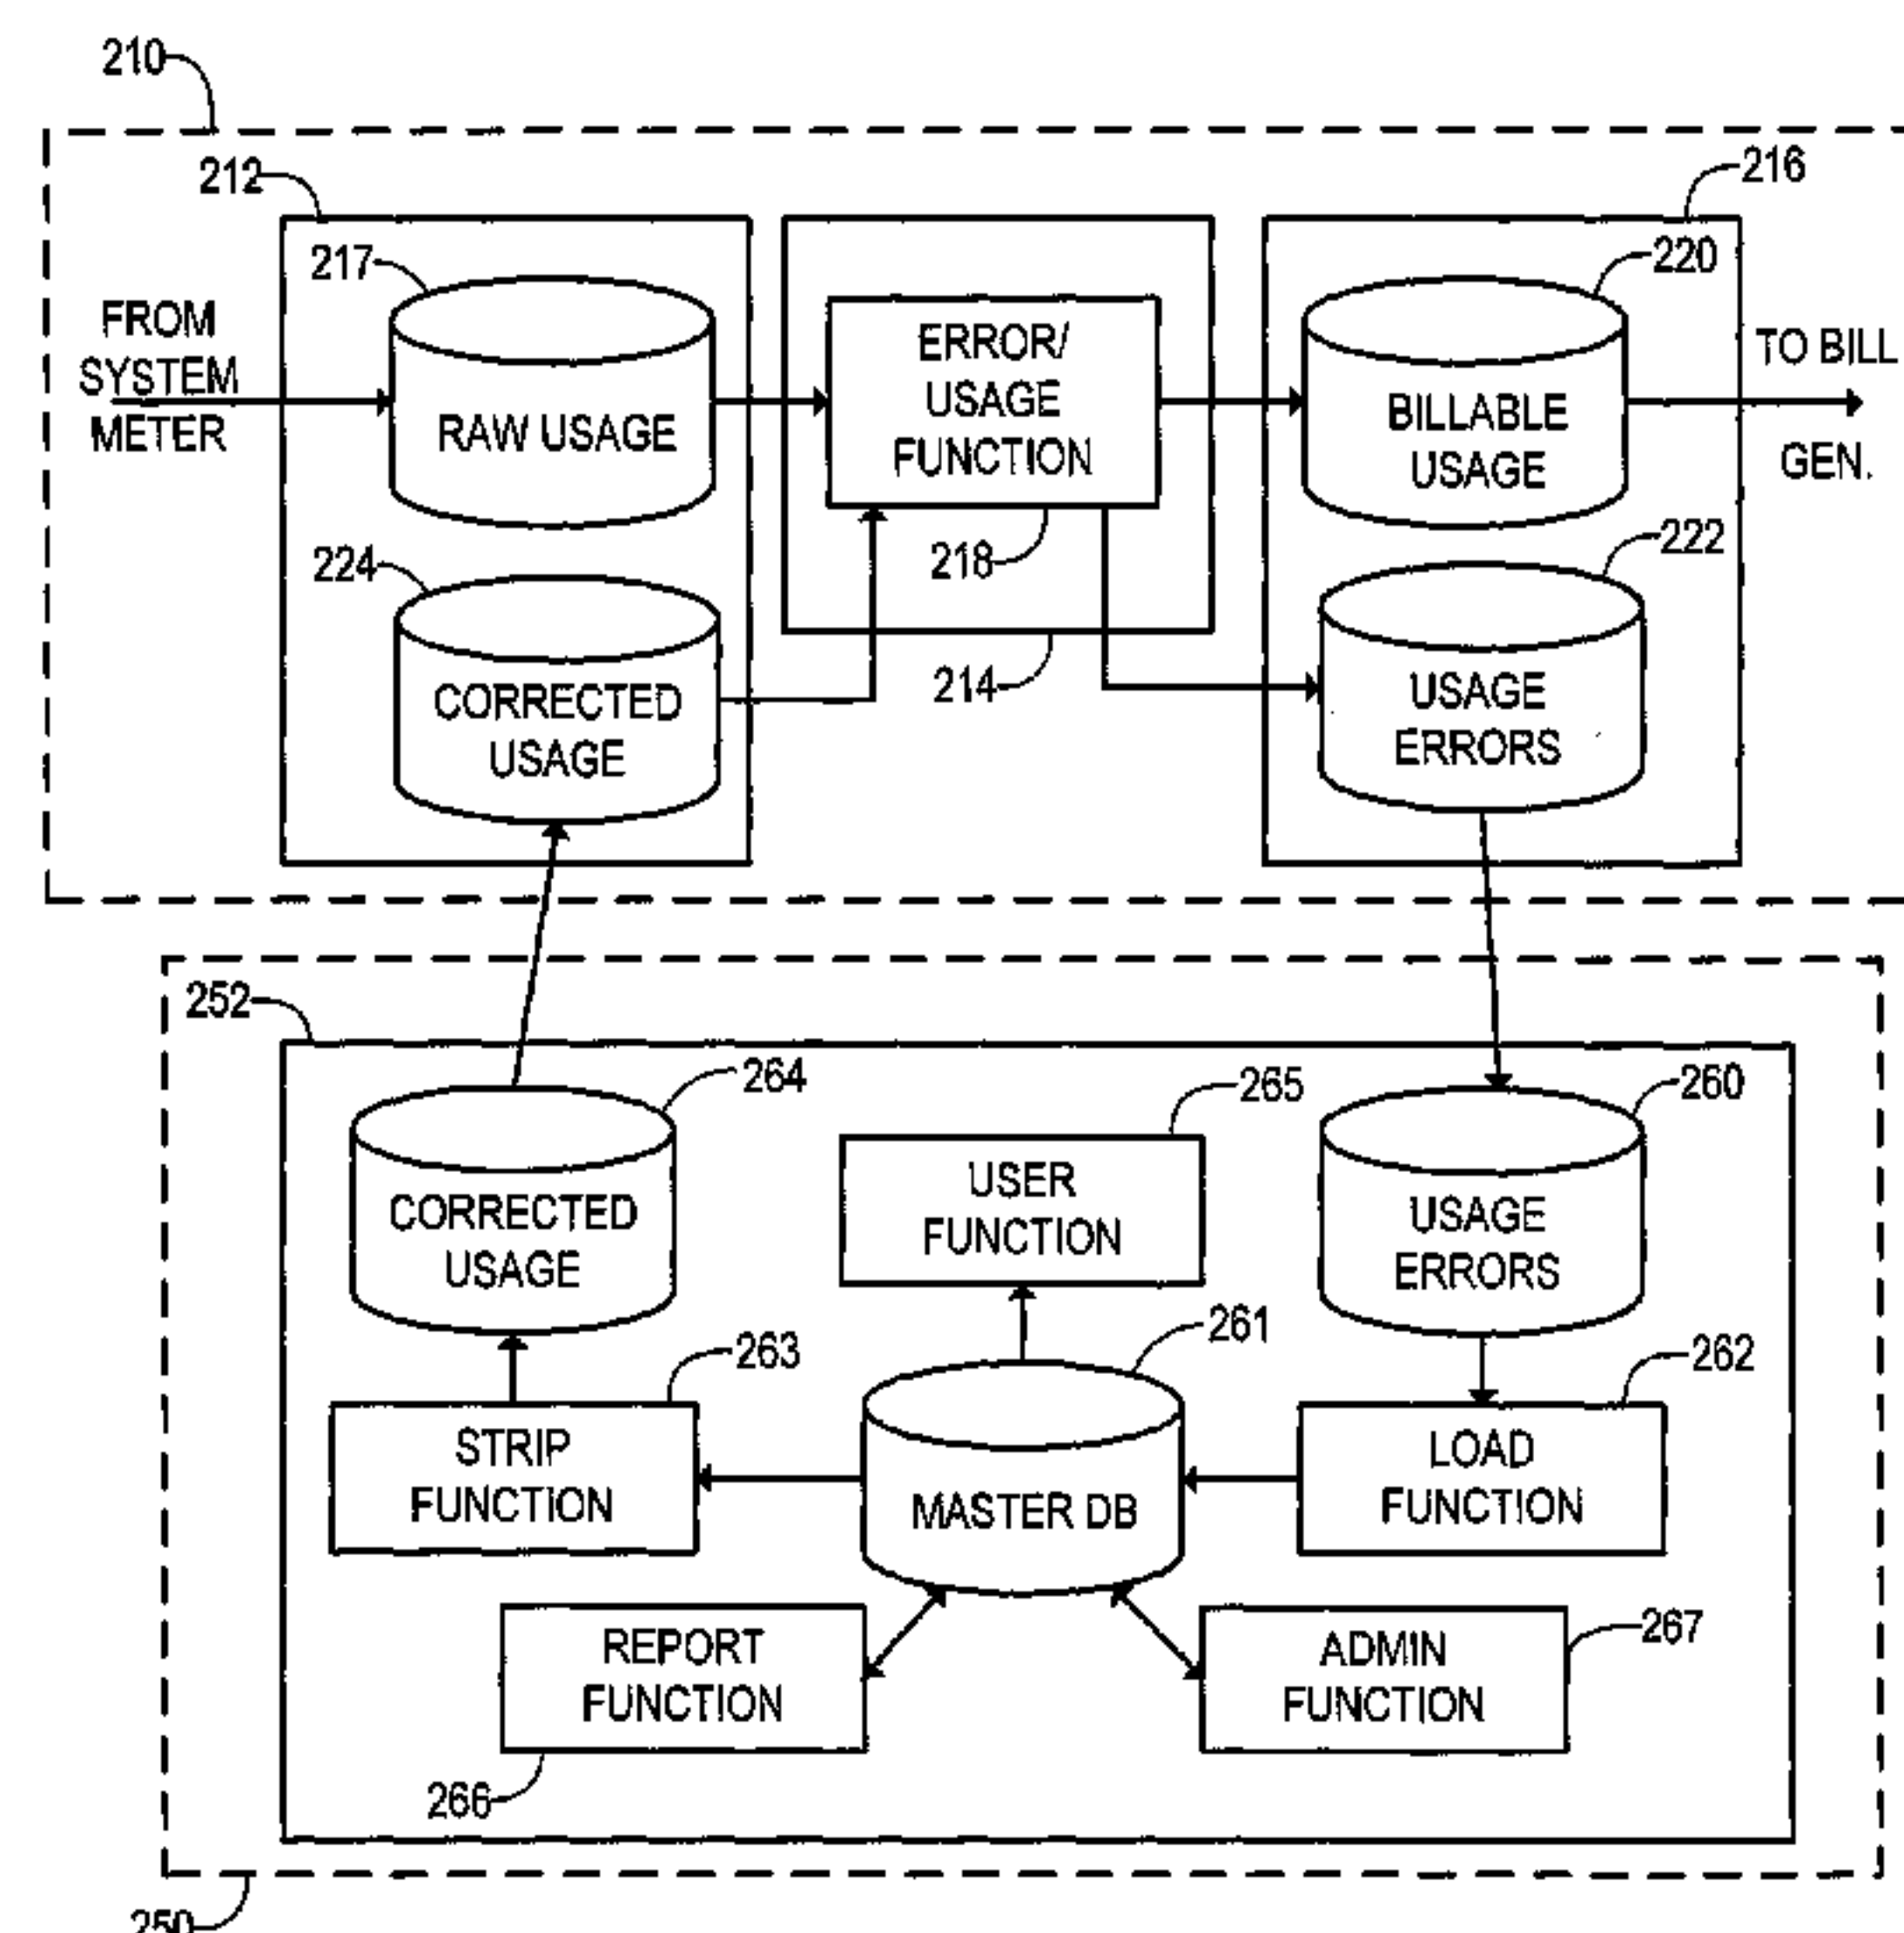 210
212
216
217
220
FROM
SYSTEM
METER
RAW USAGE
ERROR/
USAGE
FUNCTION
BILLABLE
USAGE
TO BILL
GEN.
224
218
222
CORRECTED
USAGE
214
USAGE
ERRORS
252
264
265
260
CORRECTED
USAGE
USER
FUNCTION
USAGE
ERRORS
263
261
262
STRIP
FUNCTION
MASTER DB
LOAD
FUNCTION
REPORT
FUNCTION
ADMIN
FUNCTION
267
266
250